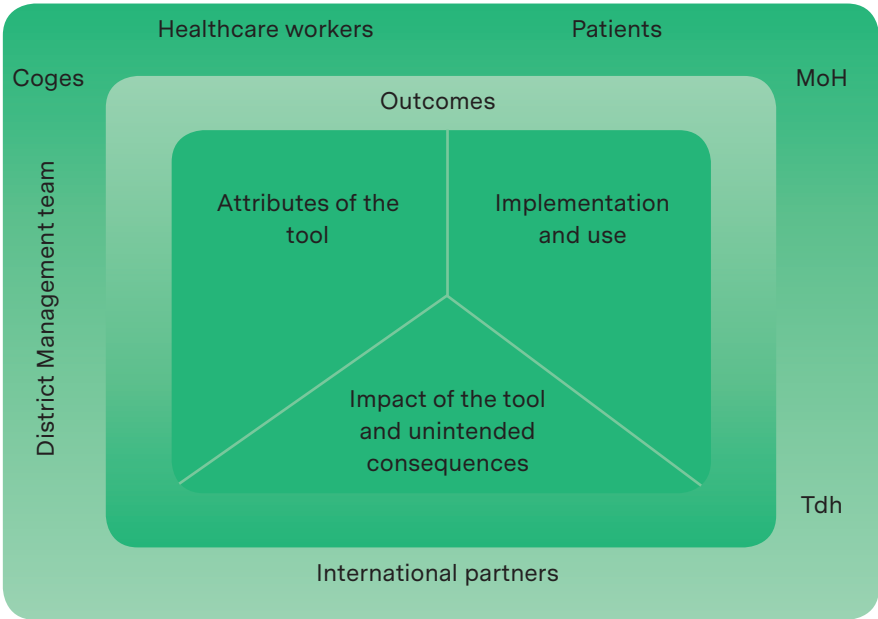 Healthcare workers
Patients
Coges
MoH
Outcomes
District Management team
Attributes of the
tool
Implementation
and use
Impact of the tool
and unintended
consequences
Tdh
International partners